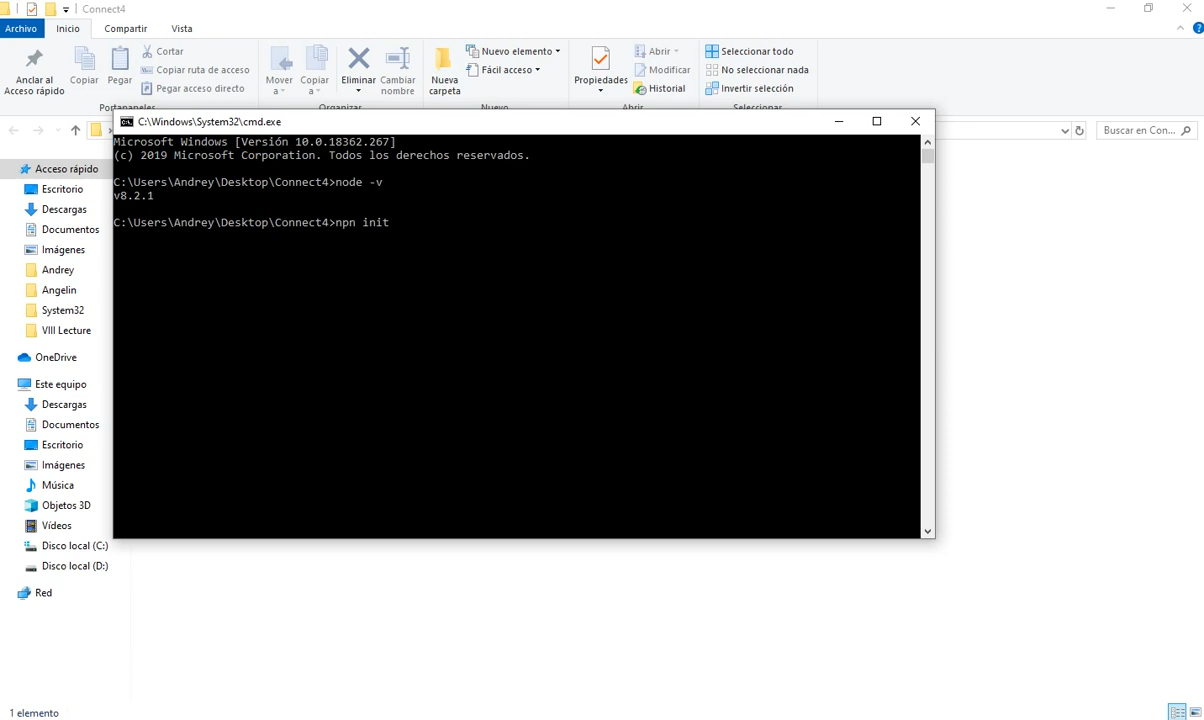 Connect4
Archivo
Inicio
Compartir
Vista
Anclar al
Acceso rápido
Copiar
Pegar
Cortar
Copiar ruta de acceso
Pegar acceso directo
Portapapeles
Mover
a
Copiar
a
Eliminar
Cambiar
nombre
Organizar
Nueva
carpeta
Nuevo elemento
Fácil acceso
Nuevo
Propiedades
Abrir
Modificar
Historial
Abrir
Seleccionar todo
No seleccionar nada
Invertir selección
Seleccionar
Buscar en Con...
C:\Windows\System32\cmd.exe
Microsoft Windows [Versión 10.0.18362.267]
(c) 2019 Microsoft Corporation. Todos los derechos reservados.
C:\Users\Andrey\Desktop\Connect4>node -v
v8.2.1
C:\Users\Andrey\Desktop\Connect4>npn init
Acceso rápido
Escritorio
Descargas
Documentos
Imágenes
Andrey
Angelin
System32
VIII Lecture
OneDrive
Este equipo
Descargas
Documentos
Escritorio
Imágenes
Música
Objetos 3D
Vídeos
Disco local (C:)
Disco local (D:)
Red
1 elemento